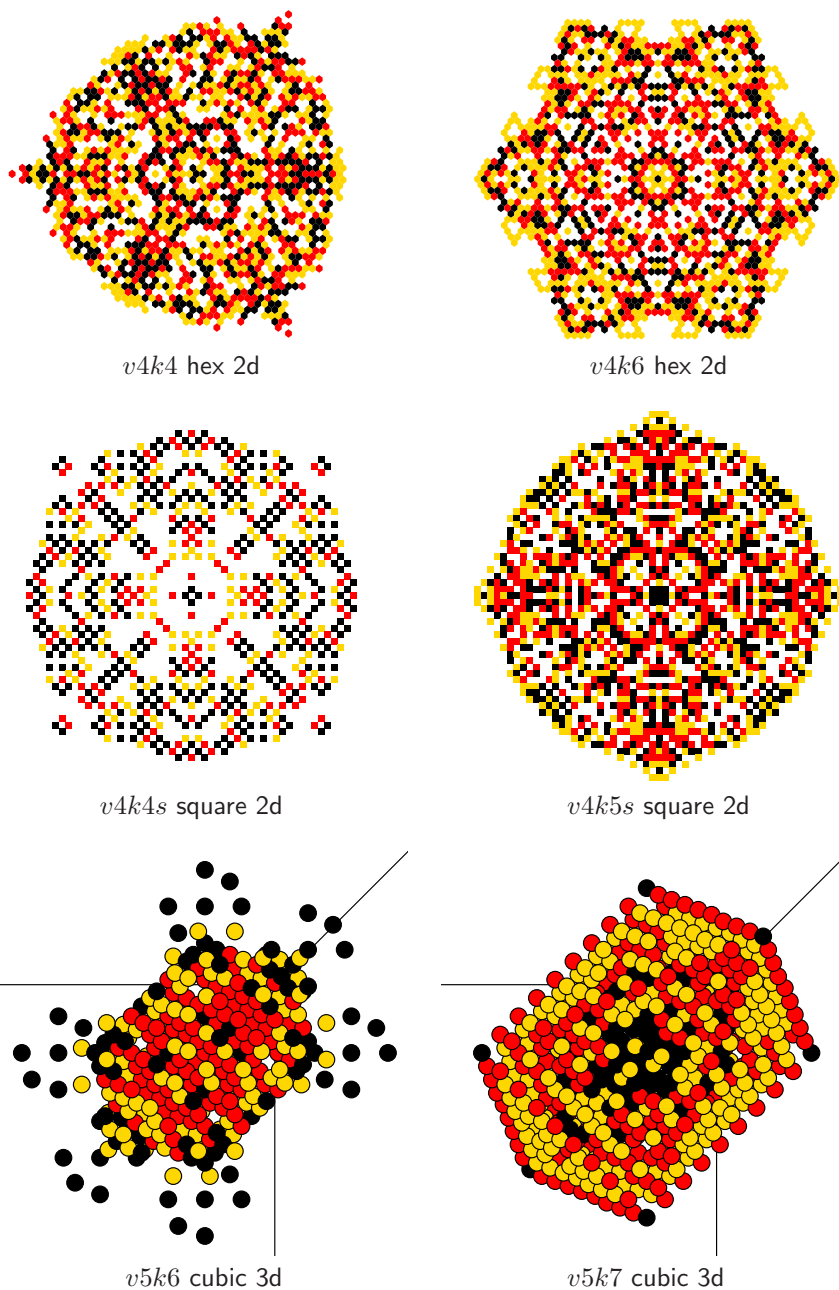 v4k4 hex 2d
v4k6 hex 2d
v4k4s square 2d
v4k5s square 2d
v5k6 cubic 3d
v5k7 cubic 3d